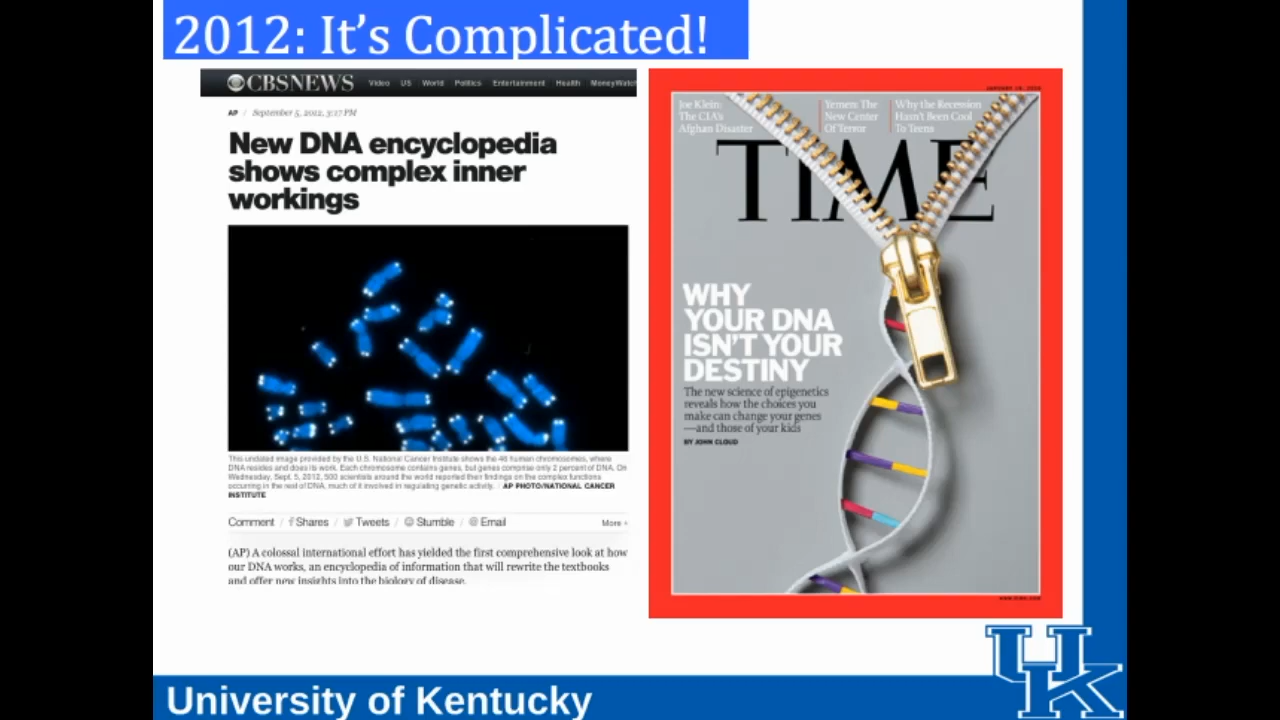 2012: It's Complicated!
CBSNEWS Video US World Politics Entertainment Health MoneyWatch
AP / September 5, 2012, 3:17 PM
New DNA encyclopedia
shows complex inner
workings
This undated image provided by the U.S. National Cancer Institute shows the 46 human chromosomes, where
DNA resides and does its work. Each chromosome contains genes, but genes comprise only 2 percent of DNA. On
Wednesday, Sept. 5, 2012, 500 scientists around the world reported their findings on the complex functions
occurring in the rest of DNA, much of it involved in regulating genetic activity. / AP PHOTO/NATIONAL CANCER
INSTITUTE
Comment / Shares / Tweets / Stumble / Email More +
(AP) A colossal international effort has yielded the first comprehensive look at how
our DNA works, an encyclopedia of information that will rewrite the textbooks
and offer new insights into the biology of disease.
Joe Klein:
The CIA's
Afghan Disaster
Yemen: The
New Center
Of Terror
Why the Recession
Hasn't Been Cool
To Teens
TIME
WHY
YOUR DNA
ISN'T YOUR
DESTINY
The new science of epigenetics
reveals how the choices you
make can change your genes
—and those of your kids
BY JOHN CLOUD
www.time.com
UK
University of Kentucky